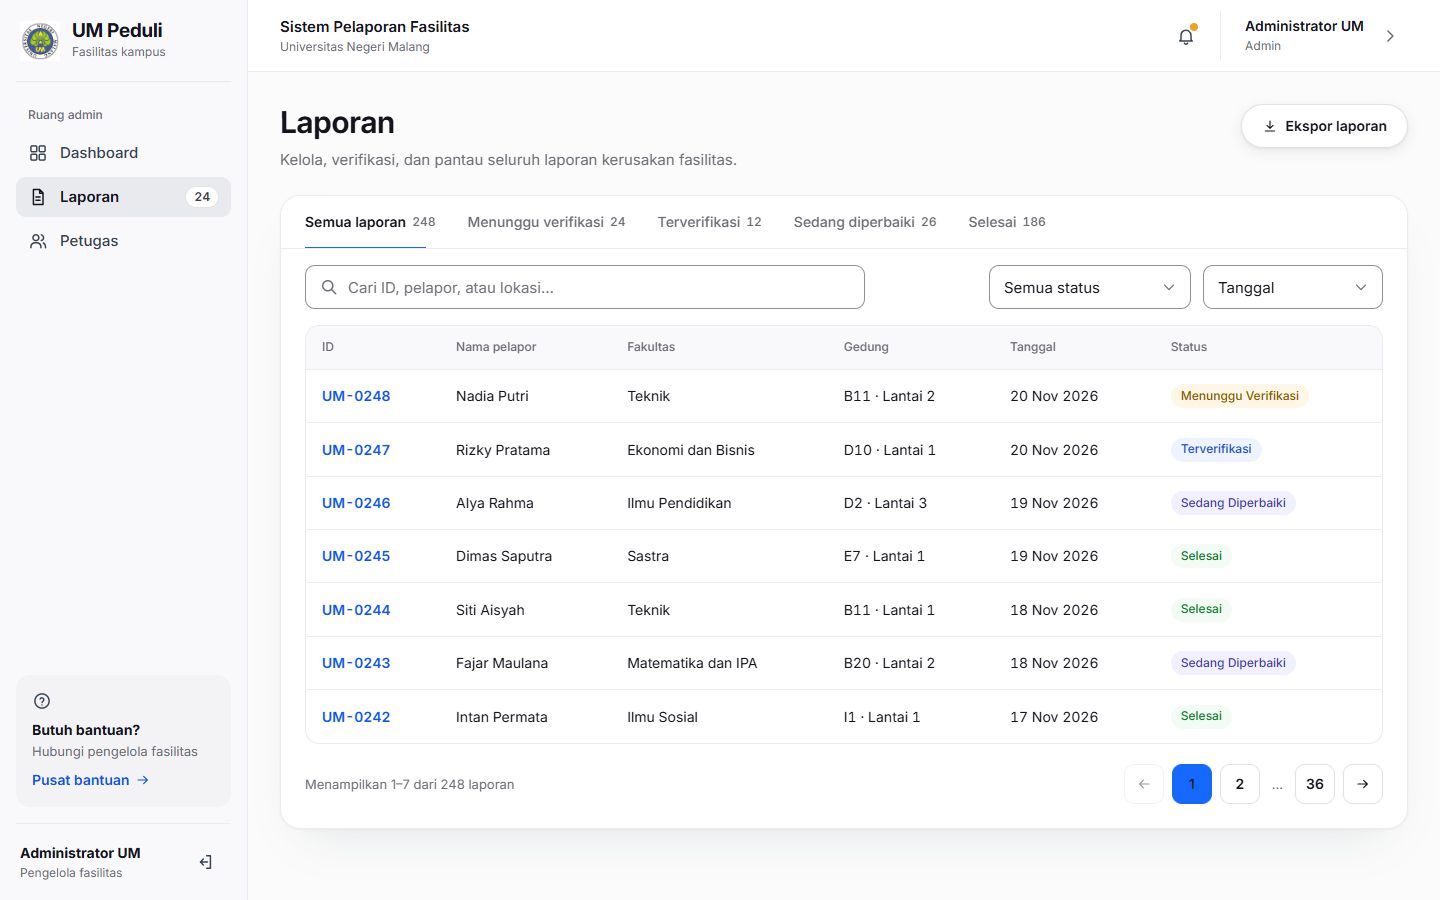 UM Peduli
Fasilitas kampus
Ruang admin
Dashboard
Laporan 24
Petugas
Butuh bantuan?
Hubungi pengelola fasilitas
Pusat bantuan →
Administrator UM
Pengelola fasilitas
Sistem Pelaporan Fasilitas
Universitas Negeri Malang
Administrator UM
Admin
Laporan
Kelola, verifikasi, dan pantau seluruh laporan kerusakan fasilitas.
Ekspor laporan
Semua laporan 248 Menunggu verifikasi 24 Terverifikasi 12 Sedang diperbaiki 26 Selesai 186
Cari ID, pelapor, atau lokasi... Semua status Tanggal
ID Nama pelapor Fakultas Gedung Tanggal Status
UM-0248 Nadia Putri Teknik B11 · Lantai 2 20 Nov 2026 Menunggu Verifikasi
UM-0247 Rizky Pratama Ekonomi dan Bisnis D10 · Lantai 1 20 Nov 2026 Terverifikasi
UM-0246 Alya Rahma Ilmu Pendidikan D2 · Lantai 3 19 Nov 2026 Sedang Diperbaiki
UM-0245 Dimas Saputra Sastra E7 · Lantai 1 19 Nov 2026 Selesai
UM-0244 Siti Aisyah Teknik B11 · Lantai 1 18 Nov 2026 Selesai
UM-0243 Fajar Maulana Matematika dan IPA B20 · Lantai 2 18 Nov 2026 Sedang Diperbaiki
UM-0242 Intan Permata Ilmu Sosial I1 · Lantai 1 17 Nov 2026 Selesai
Menampilkan 1–7 dari 248 laporan ← 1 2 ... 36 →